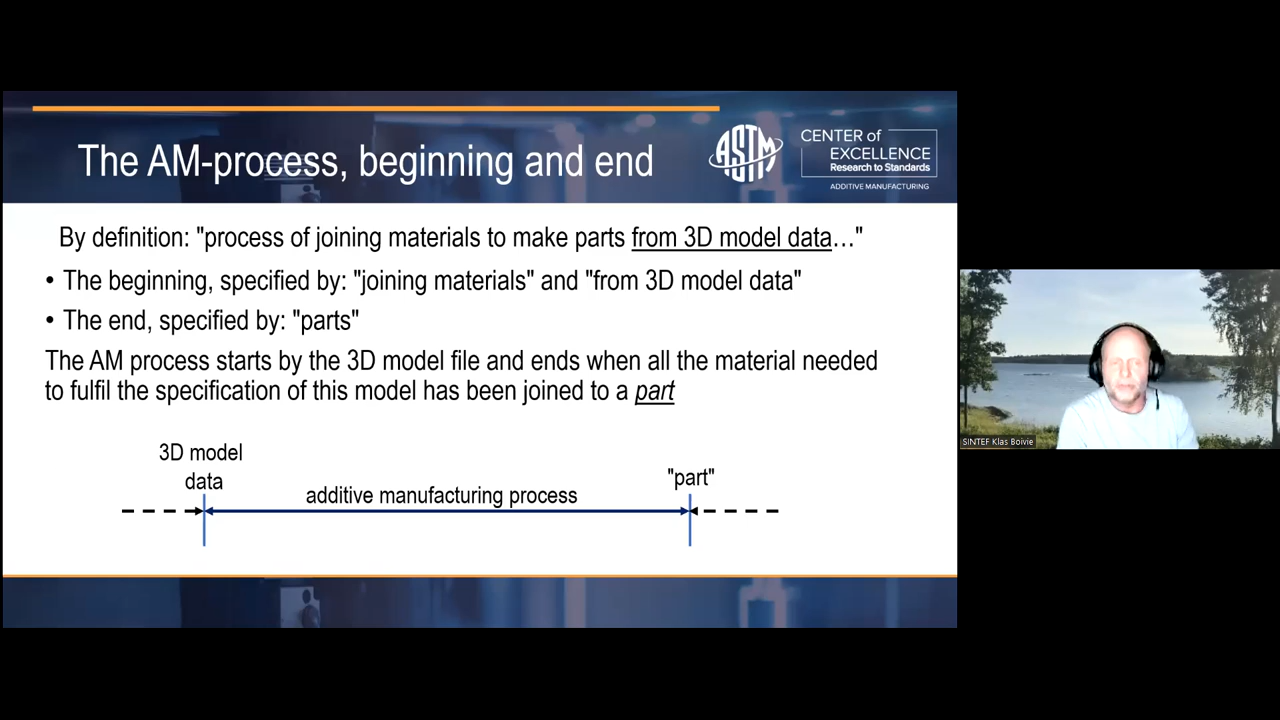 The AM-process, beginning and end
ASTM
CENTER of
EXCELLENCE
Research to Standards
ADDITIVE MANUFACTURING
By definition: "process of joining materials to make parts from 3D model data…"
• The beginning, specified by: "joining materials" and "from 3D model data"
• The end, specified by: "parts"
The AM process starts by the 3D model file and ends when all the material needed
to fulfil the specification of this model has been joined to a part
3D model
data
additive manufacturing process
"part"
SINTEF Klas Boivie